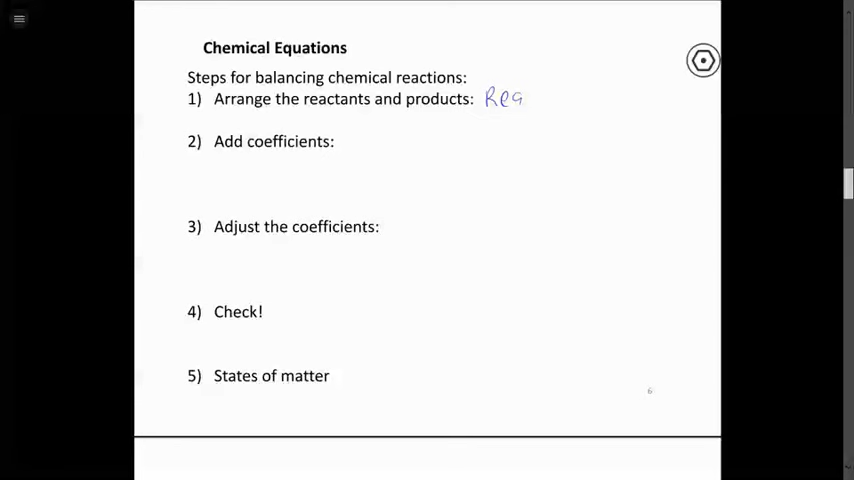 Chemical Equations
Steps for balancing chemical reactions:
1) Arrange the reactants and products: Rea
2) Add coefficients:
3) Adjust the coefficients:
4) Check!
5) States of matter
6